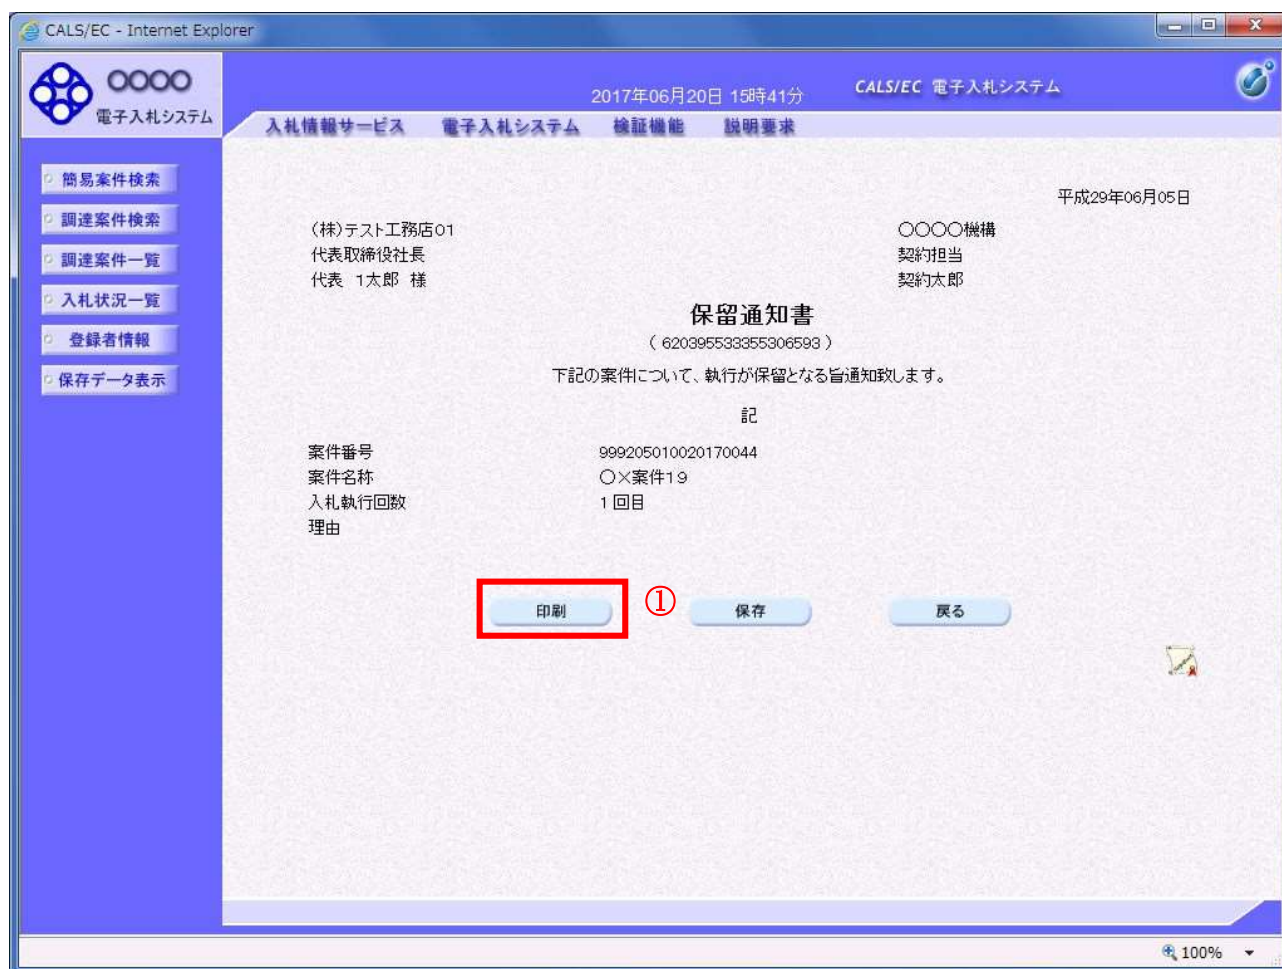 CALS/EC - Internet Explorer
〇〇〇〇
電子入札システム
2017年06月20日 15時41分
CALS/EC 電子入札システム
入札情報サービス 電子入札システム 検証機能 説明要求
簡易案件検索
調達案件検索
調達案件一覧
入札状況一覧
登録者情報
保存データ表示
平成29年06月05日
(株)テスト工務店01
代表取締役社長
代表 1太郎 様
〇〇〇〇機構
契約担当
契約太郎
保留通知書
( 620395533355306593 )
下記の案件について、執行が保留となる旨通知致します。
記
案件番号 999205010020170044
案件名称 〇×案件19
入札執行回数 1回目
理由
印刷 ① 保存 戻る
100%